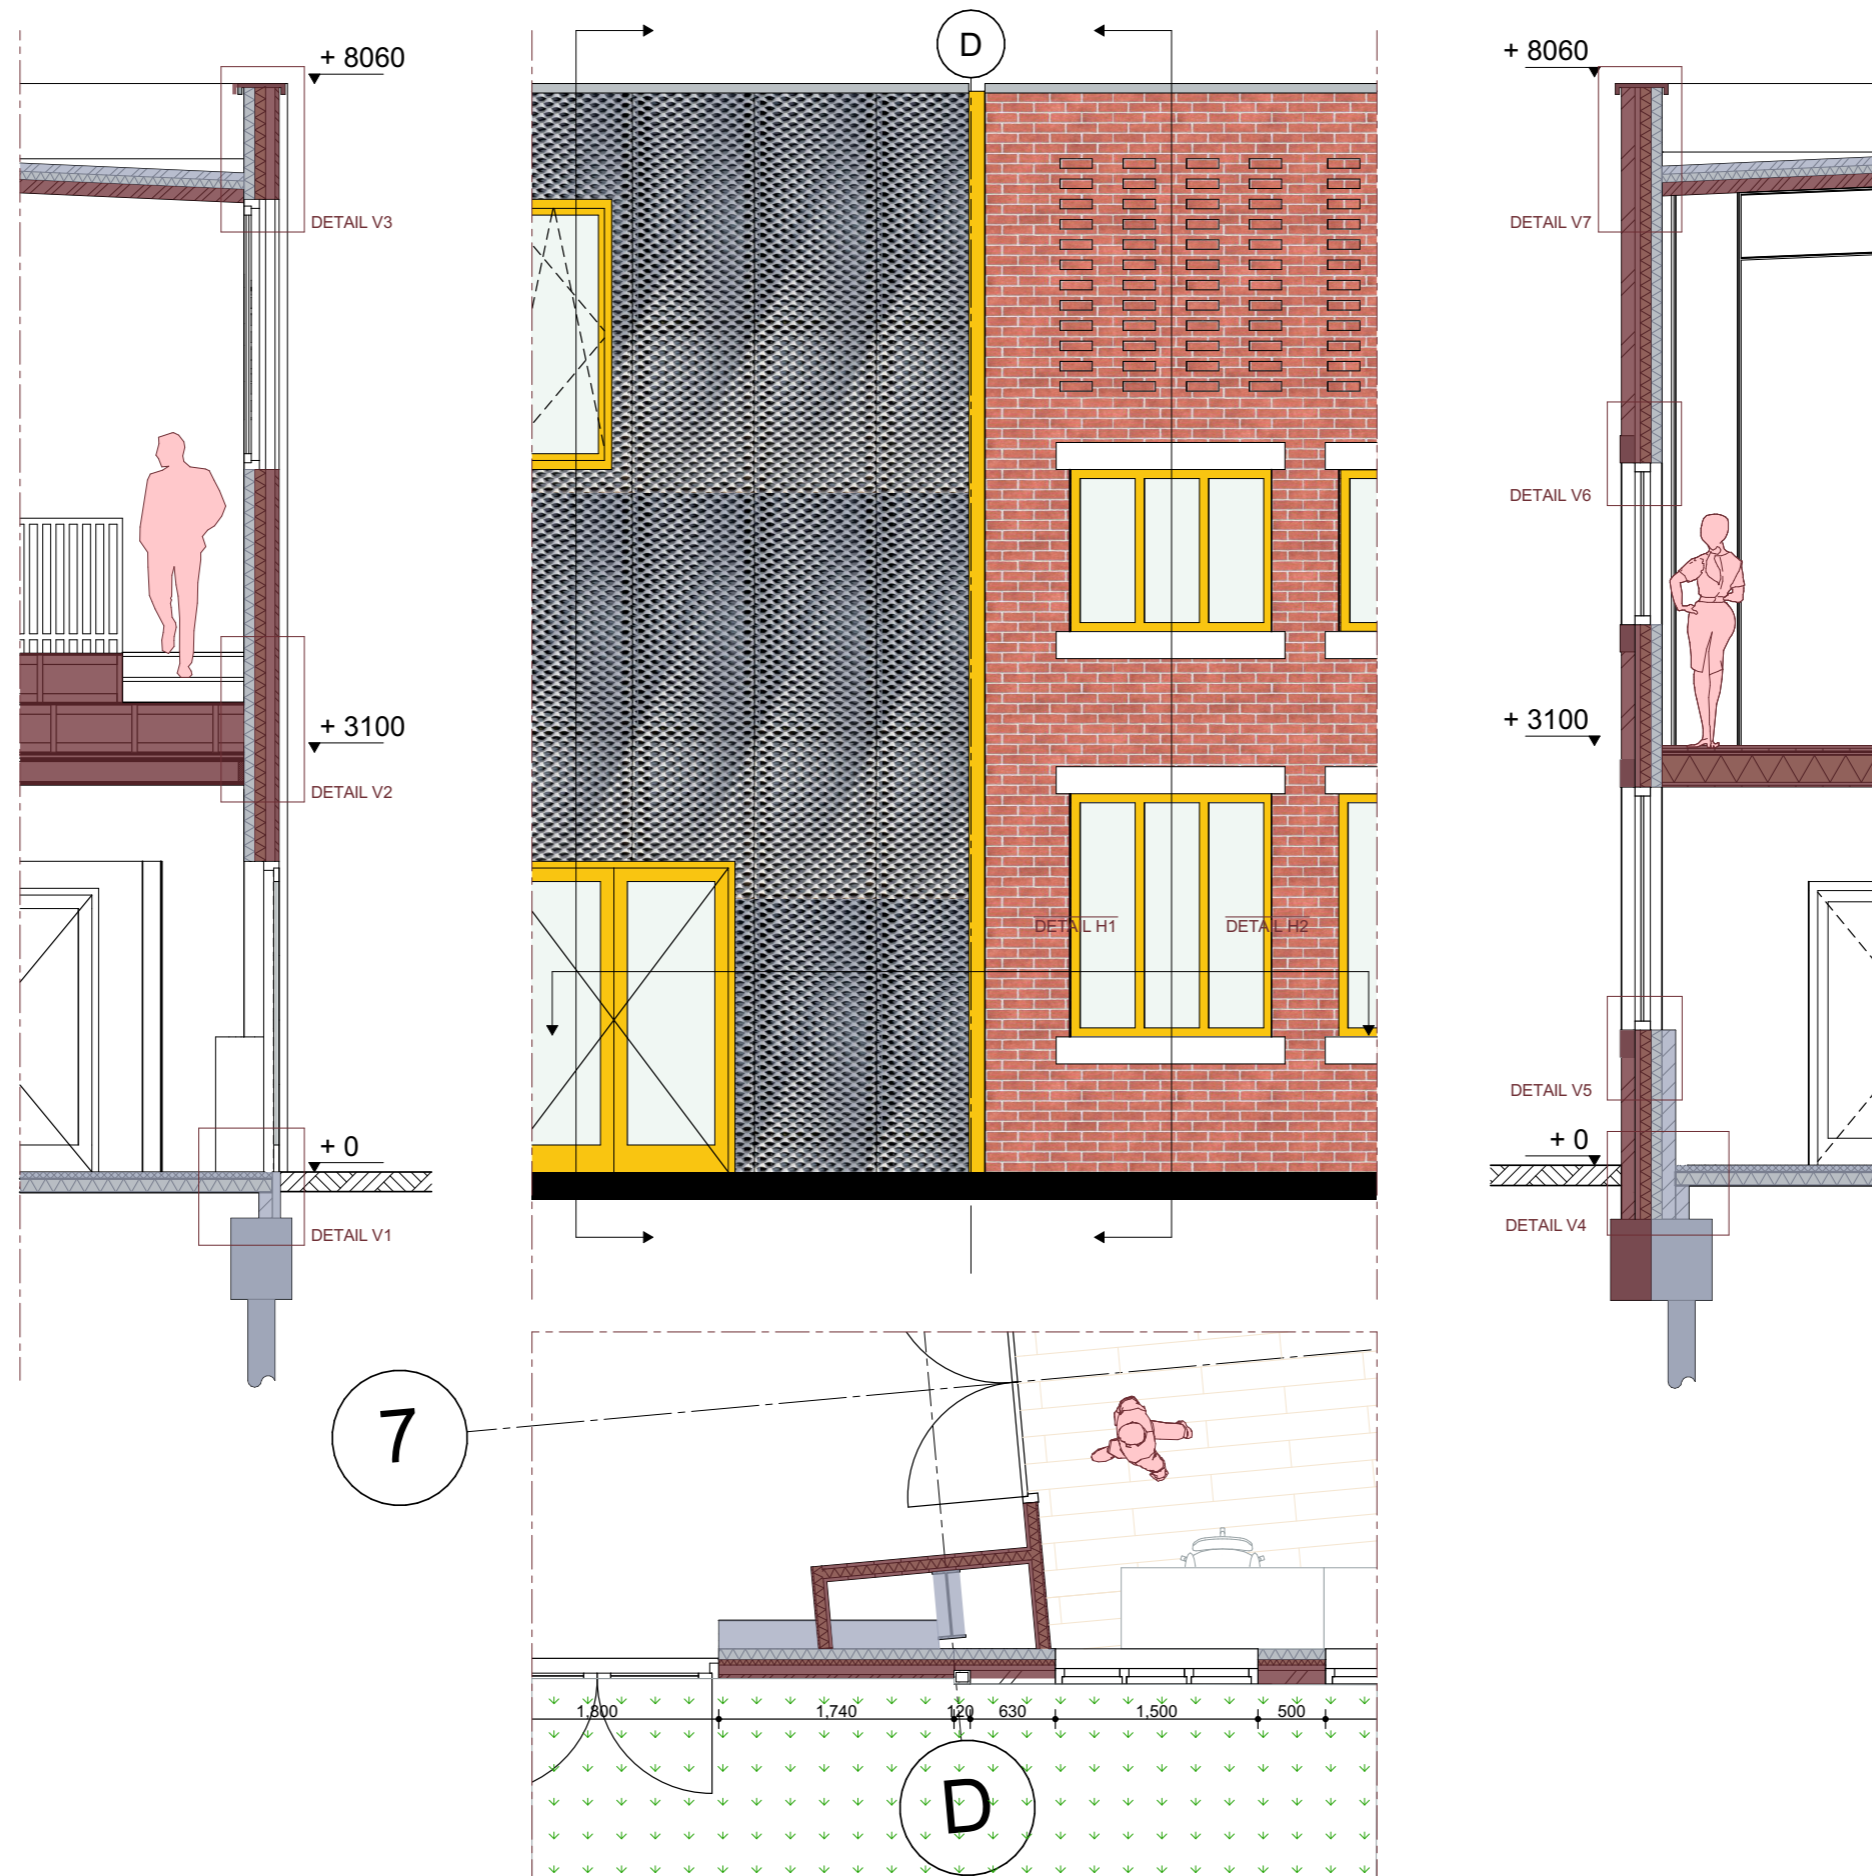 D
+ 8060
+ 8060
DETAIL V3
DETAIL V7
DETAIL V6
+ 3100
+ 3100
DETAIL V2
DETAIL H1
DETAIL H2
DETAIL V5
+ 0
+ 0
DETAIL V1
DETAIL V4
7
1,800
1,740
120
630
1,500
500
D